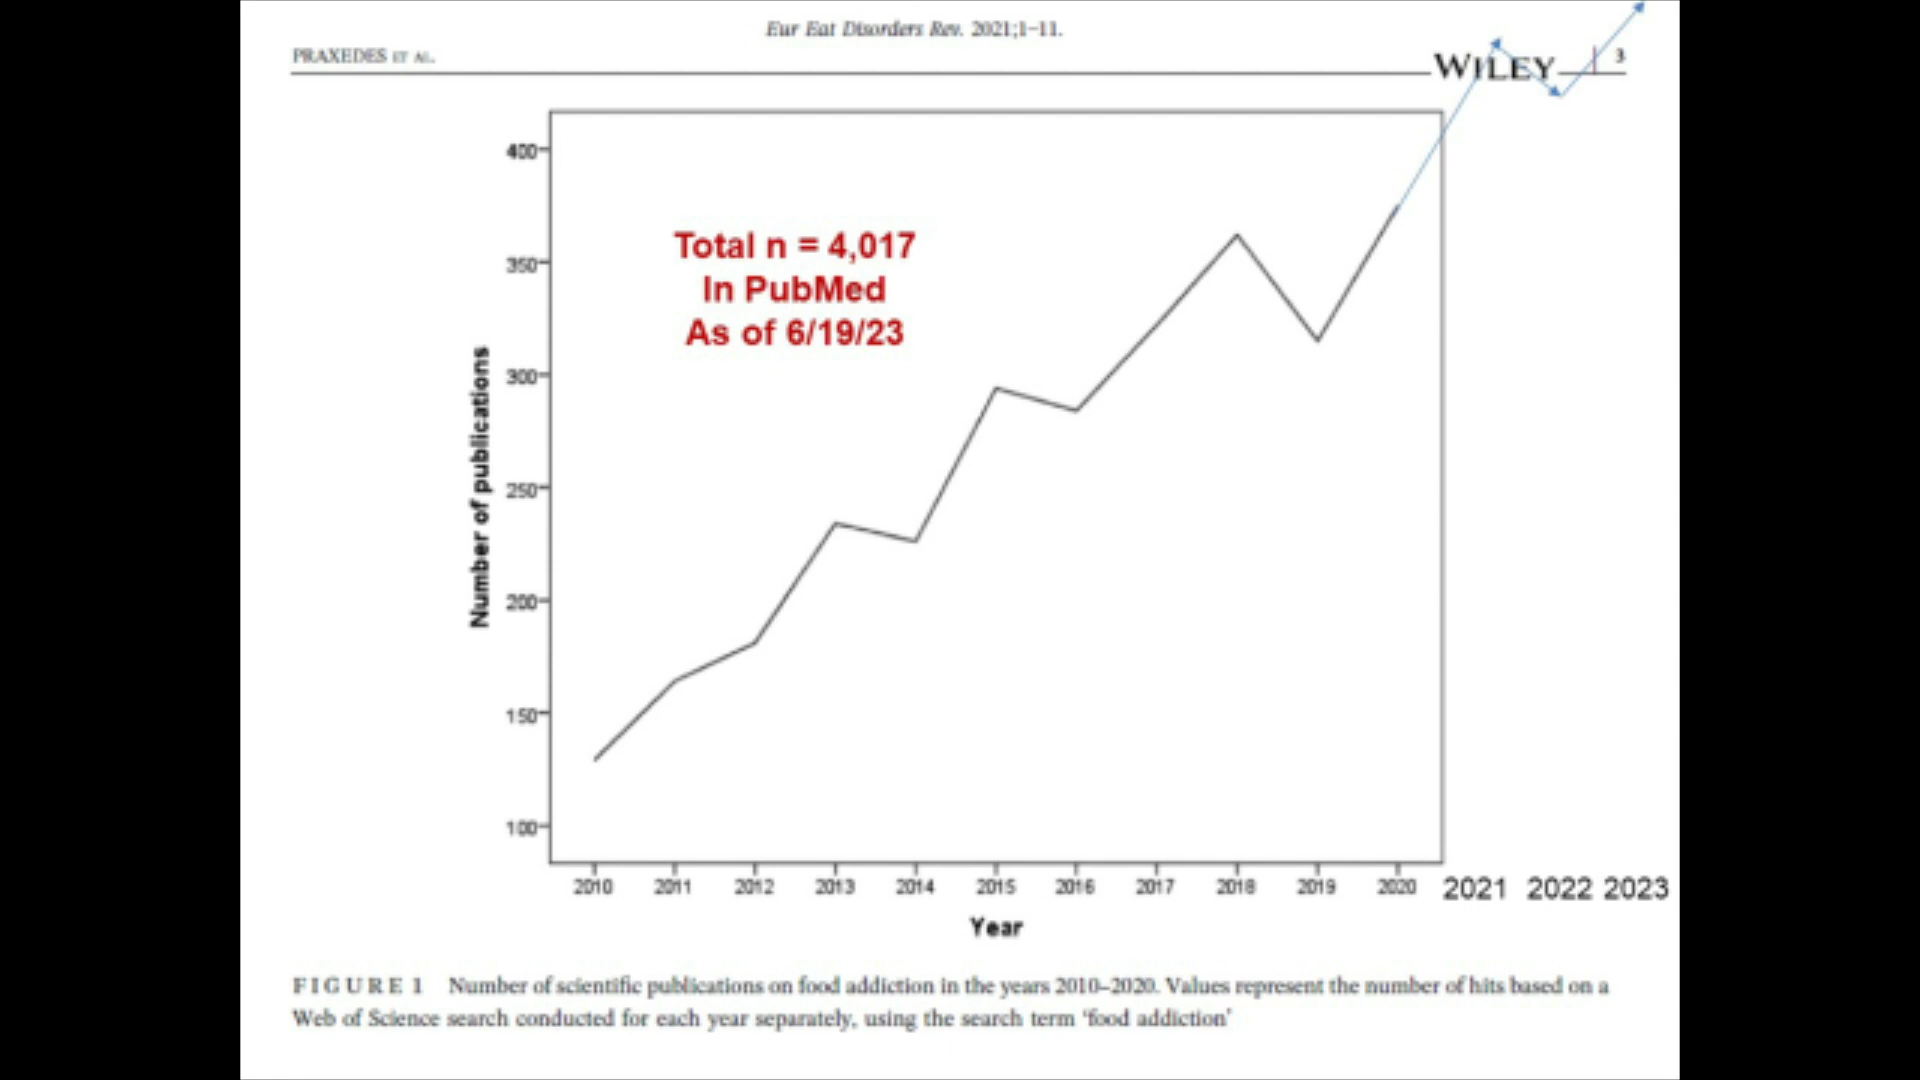 Eur Eat Disorders Rev. 2021;1–11.
PRAXEDES ET AL.
WILEY 3
400
350
300
250
200
150
100
Number of publications
Total n = 4,017
In PubMed
As of 6/19/23
2010 2011 2012 2013 2014 2015 2016 2017 2018 2019 2020 2021 2022 2023
Year
FIGURE 1 Number of scientific publications on food addiction in the years 2010–2020. Values represent the number of hits based on a
Web of Science search conducted for each year separately, using the search term ‘food addiction’